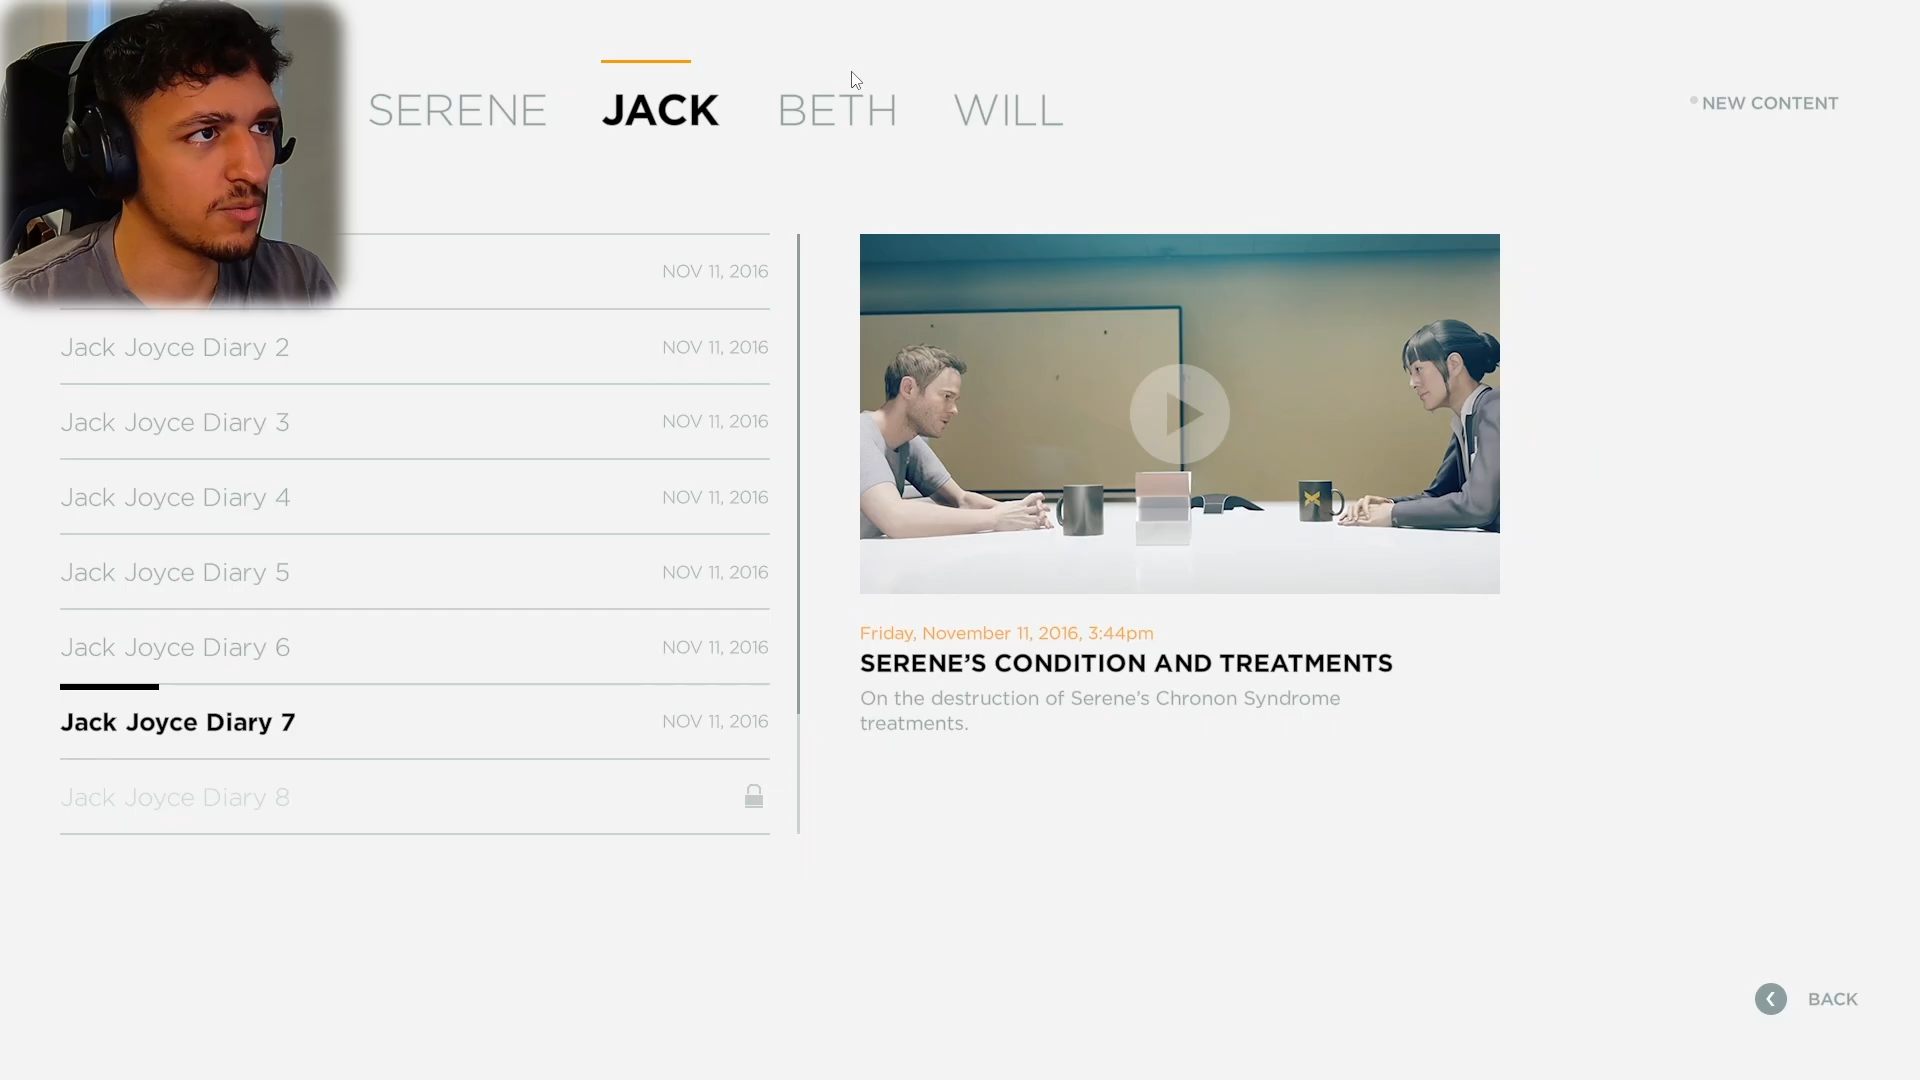 SERENE JACK BETH WILL
NEW CONTENT
NOV 11, 2016
Jack Joyce Diary 2 NOV 11, 2016
Jack Joyce Diary 3 NOV 11, 2016
Jack Joyce Diary 4 NOV 11, 2016
Jack Joyce Diary 5 NOV 11, 2016
Jack Joyce Diary 6 NOV 11, 2016
Jack Joyce Diary 7 NOV 11, 2016
Jack Joyce Diary 8
Friday, November 11, 2016, 3:44pm
SERENE’S CONDITION AND TREATMENTS
On the destruction of Serene’s Chronon Syndrome
treatments.
BACK